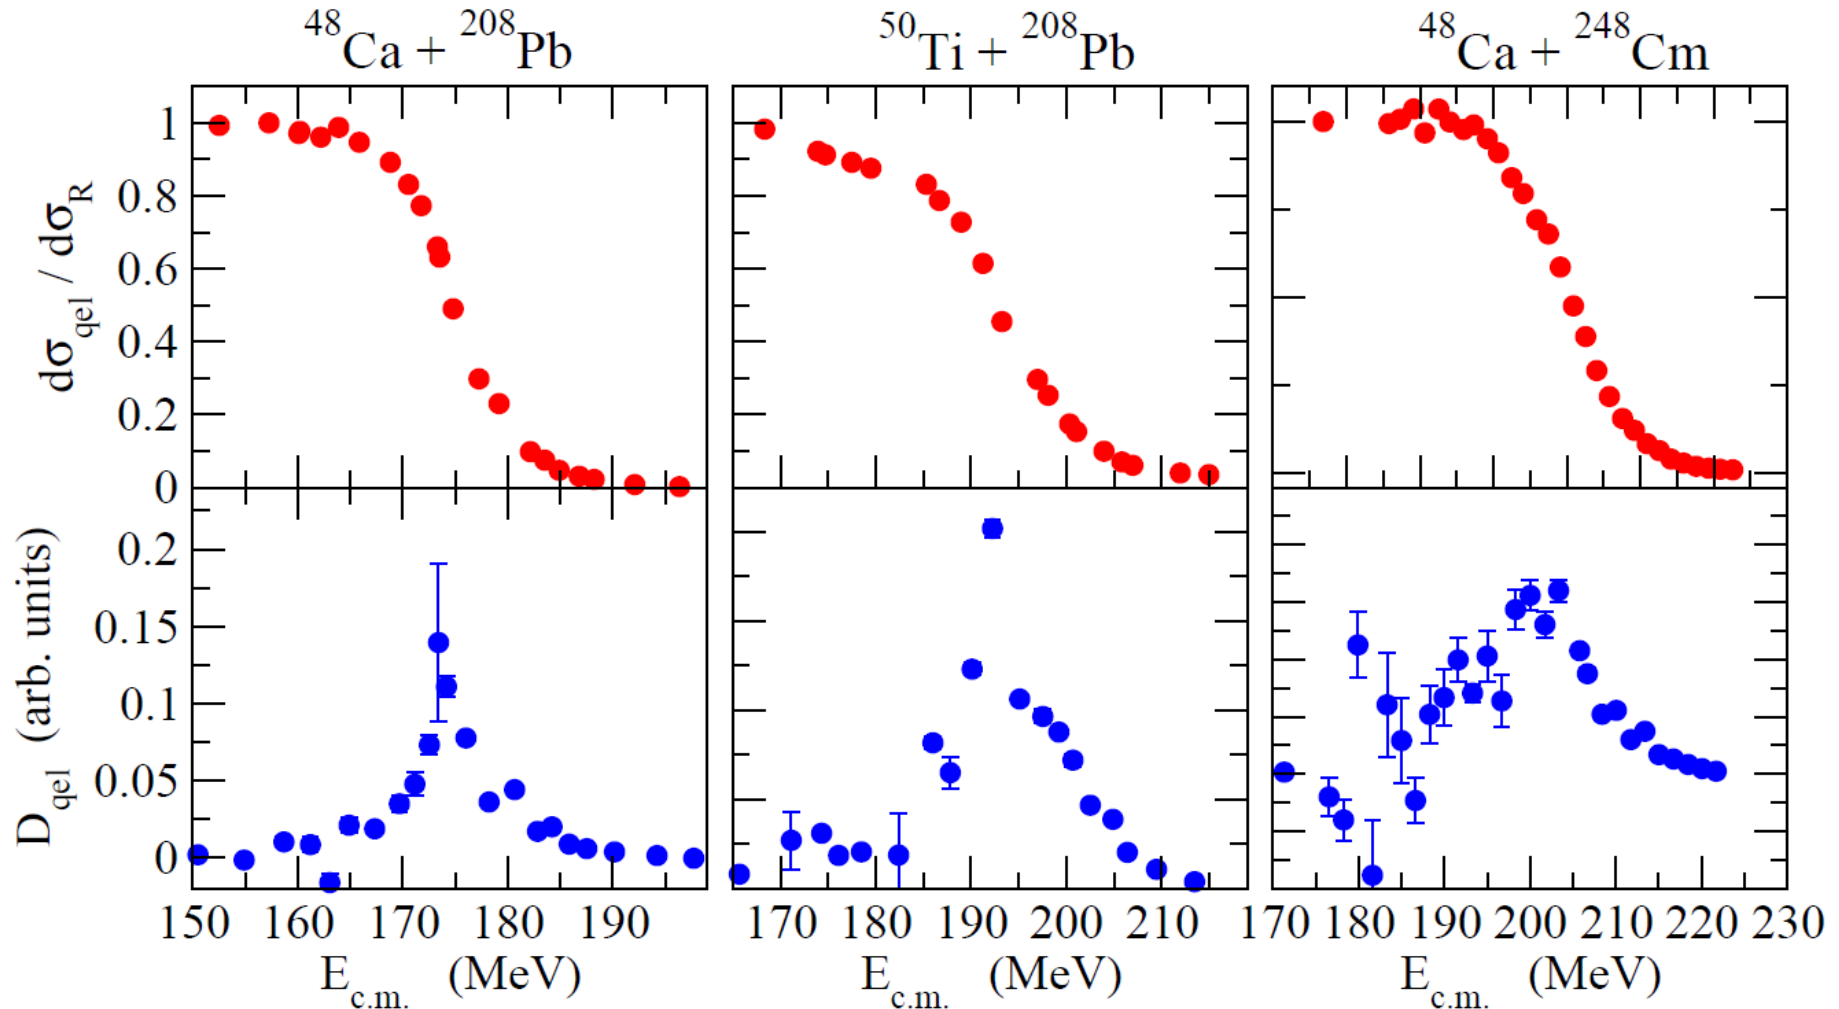 48Ca + 208Pb
50Ti + 208Pb
48Ca + 248Cm
dσqel / dσR
1
0.8
0.6
0.4
0.2
0
Dqel (arb. units)
0.2
0.15
0.1
0.05
0
150 160 170 180 190
170 180 190 200 210
170 180 190 200 210 220 230
Ec.m. (MeV)
Ec.m. (MeV)
Ec.m. (MeV)